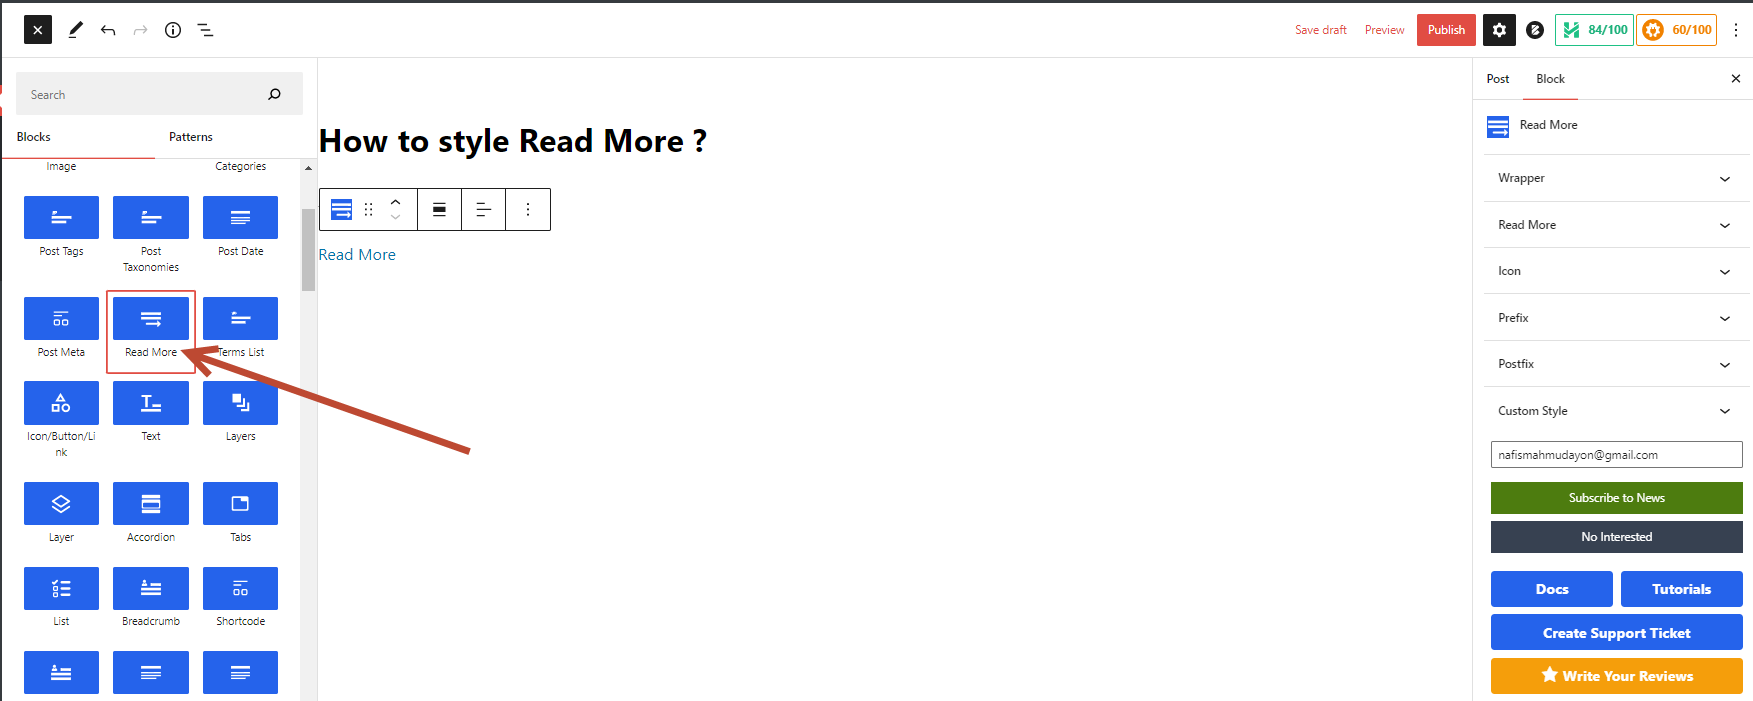 Save draft
Preview
Publish
84/100
60/100
Search
Blocks
Patterns
Image
Categories
Post Tags
Post
Taxonomies
Post Date
Post Meta
Read More
Terms List
Icon/Button/Li
nk
Text
Layers
Layer
Accordion
Tabs
List
Breadcrumb
Shortcode
How to style Read More ?
Read More
Post
Block
Read More
Wrapper
Read More
Icon
Prefix
Postfix
Custom Style
nafismahmudayon@gmail.com
Subscribe to News
No Interested
Docs
Tutorials
Create Support Ticket
Write Your Reviews